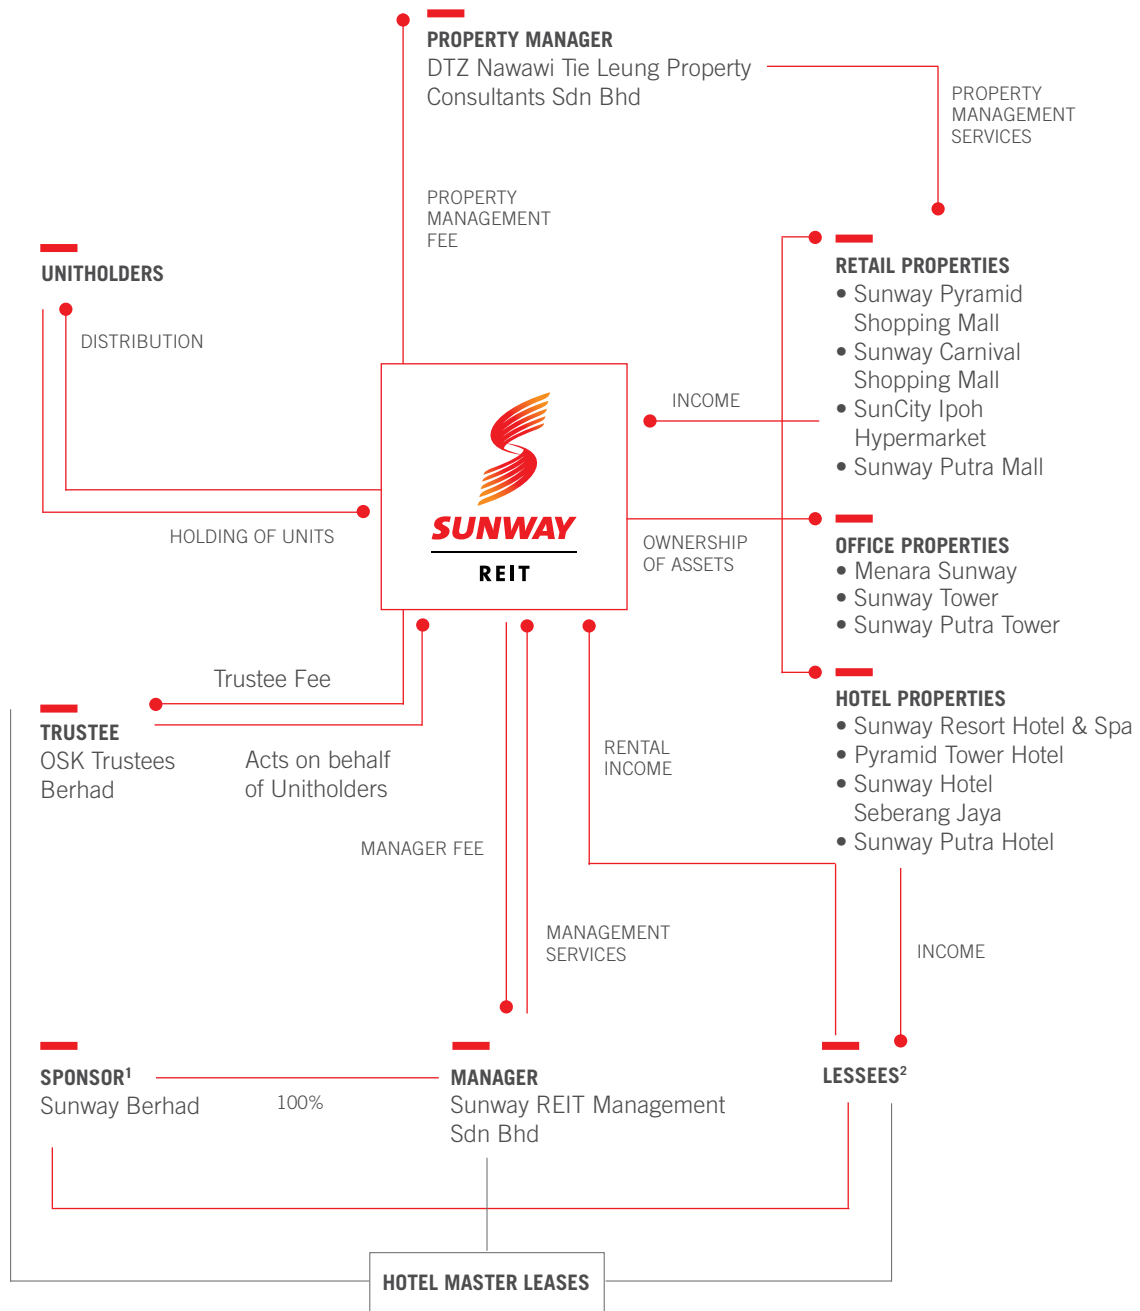 PROPERTY MANAGER
DTZ Nawawi Tie Leung Property
Consultants Sdn Bhd
PROPERTY
MANAGEMENT
SERVICES
PROPERTY
MANAGEMENT
FEE
UNITHOLDERS
DISTRIBUTION
HOLDING OF UNITS
SUNWAY
REIT
INCOME
OWNERSHIP
OF ASSETS
RETAIL PROPERTIES
• Sunway Pyramid
Shopping Mall
• Sunway Carnival
Shopping Mall
• SunCity Ipoh
Hypermarket
• Sunway Putra Mall
OFFICE PROPERTIES
• Menara Sunway
• Sunway Tower
• Sunway Putra Tower
HOTEL PROPERTIES
• Sunway Resort Hotel & Spa
• Pyramid Tower Hotel
• Sunway Hotel
Seberang Jaya
• Sunway Putra Hotel
Trustee Fee
TRUSTEE
OSK Trustees
Berhad
Acts on behalf
of Unitholders
RENTAL
INCOME
MANAGER FEE
MANAGEMENT
SERVICES
INCOME
SPONSOR¹
Sunway Berhad
100%
MANAGER
Sunway REIT Management
Sdn Bhd
LESSEES²
HOTEL MASTER LEASES